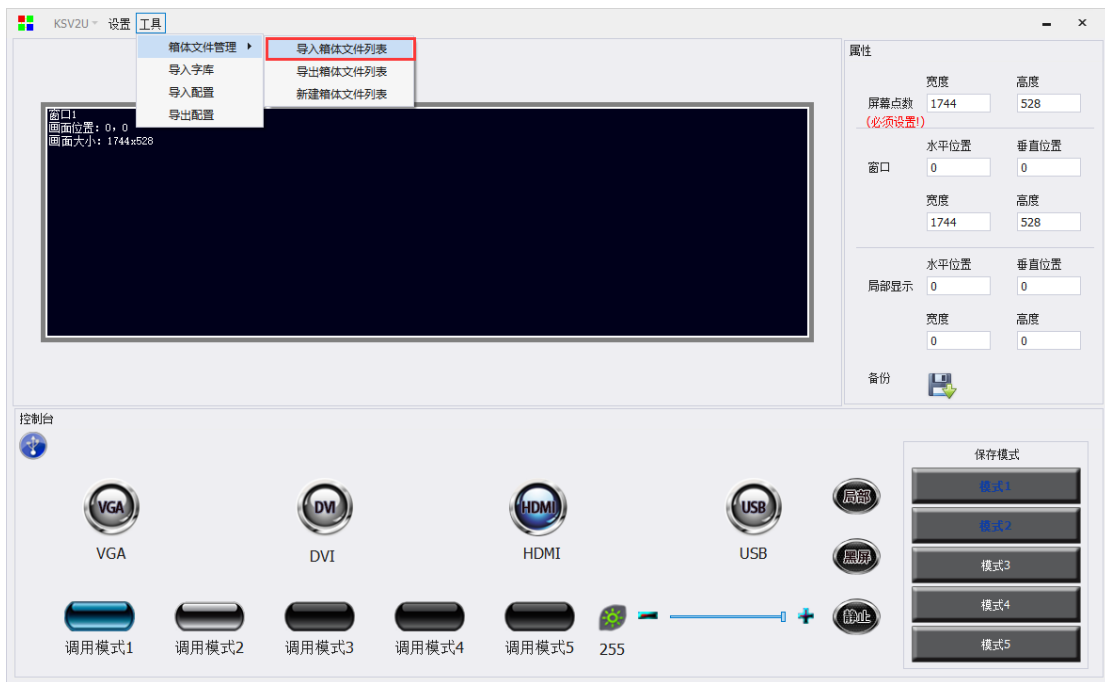 KSV2U 设置 工具
箱体文件管理
导入字库
导入配置
导出配置
导入箱体文件列表
导出箱体文件列表
新建箱体文件列表
窗口1
画面位置: 0, 0
画面大小: 1744x528
属性
宽度 高度
屏幕点数 1744 528
(必须设置!)
水平位置 垂直位置
窗口 0 0
宽度 高度
1744 528
水平位置 垂直位置
局部显示 0 0
宽度 高度
0 0
备份
控制台
VGA DVI HDMI USB
VGA DVI HDMI USB
局部
黑屏
静止
调用模式1 调用模式2 调用模式3 调用模式4 调用模式5 255
保存模式
模式1
模式2
模式3
模式4
模式5